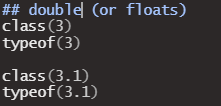 ## double (or floats)
class(3)
typeof(3)
class(3.1)
typeof(3.1)